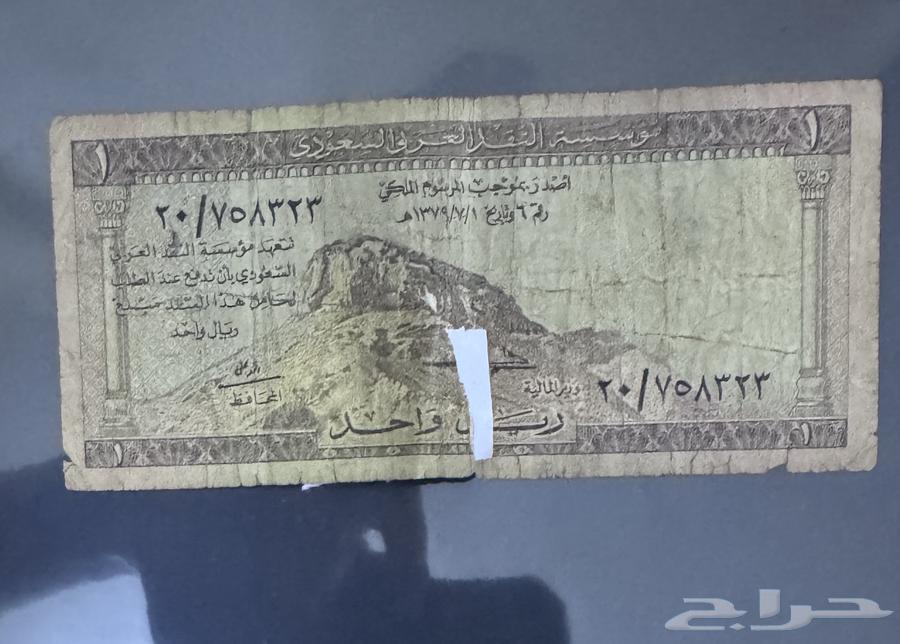 ١
مؤسسة النقد العربي السعودي
١
أصدر بموجب المرسوم الملكي
رقم ٦ وتاريخ ١٣٧٩/٧/١هـ
٢٠/٧٥٨٣٢٣
تتعهد مؤسسة النقد العربي
السعودي بأن تدفع عند الطلب
لحامل هذا المستند مبلغ
ريال واحد
المحافظ
وزير المالية
٢٠/٧٥٨٣٢٣
ريال واحد
١
١
حراج